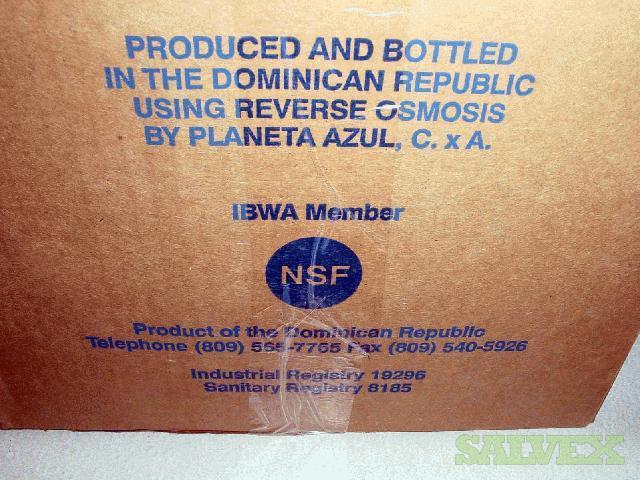 PRODUCED AND BOTTLED
IN THE DOMINICAN REPUBLIC
USING REVERSE OSMOSIS
BY PLANETA AZUL, C. x A.
IBWA Member
NSF
Product of the Dominican Republic
Telephone (809) Fax (809) 540-5926
Industrial Registry 19296
Sanitary Registry 8185
SALVEX